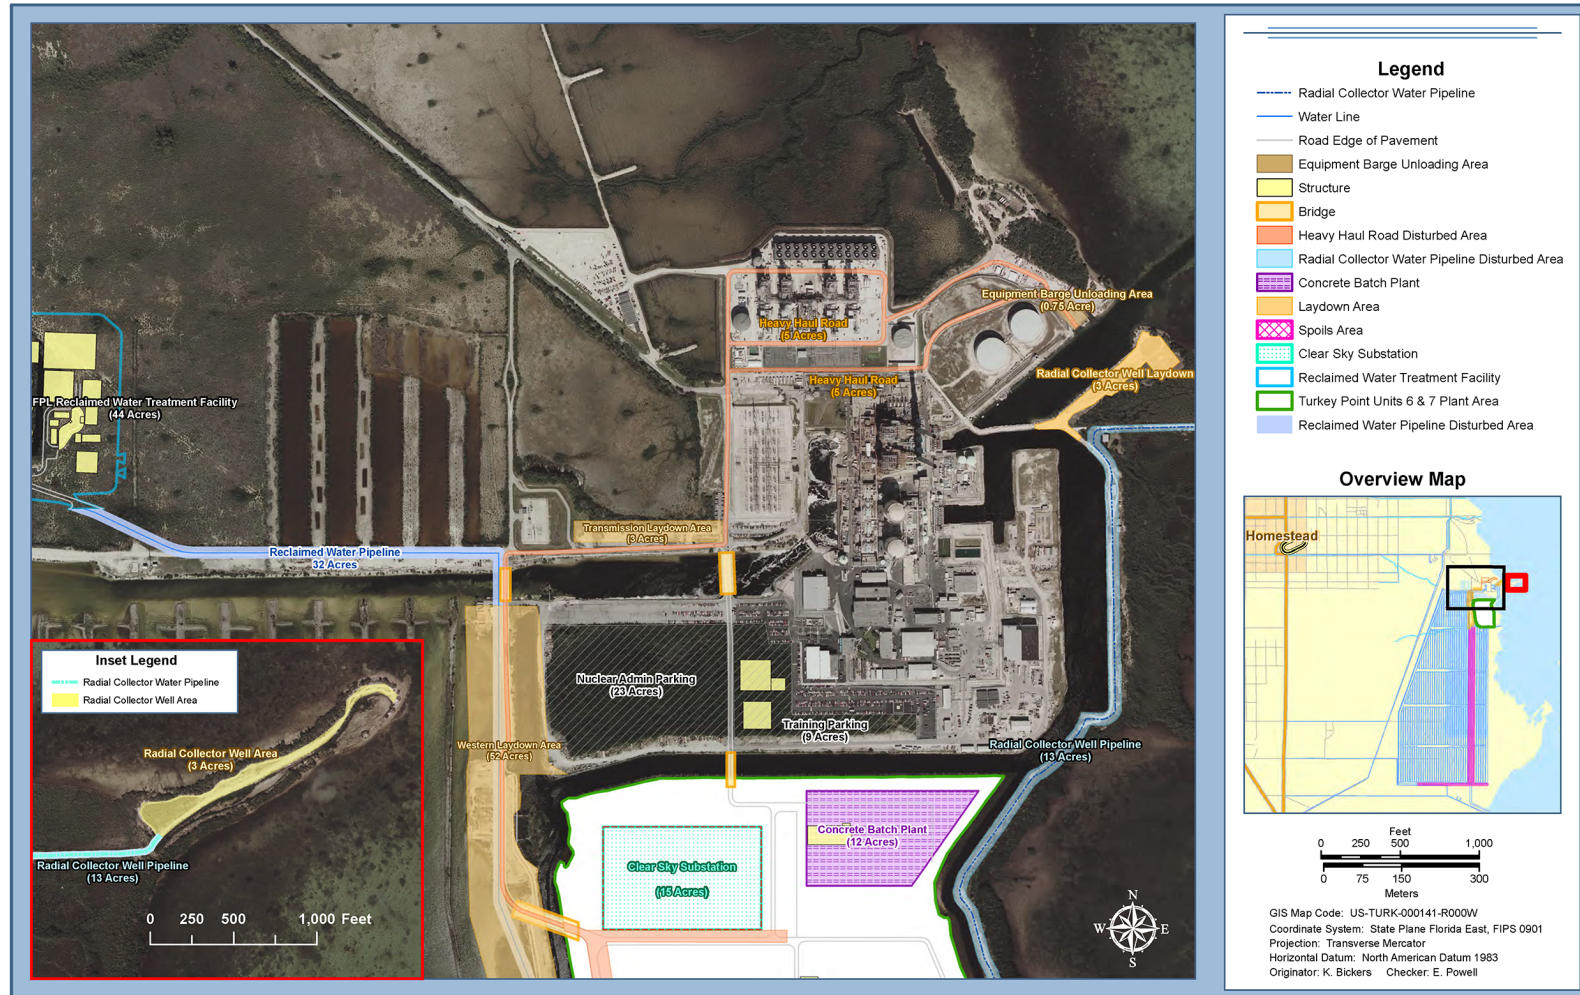 Heavy Haul Road
(5 Acres)
Equipment Barge Unloading Area
(0.75 Acre)
Heavy Haul Road
(5 Acres)
Radial Collector Well Laydown
(3 Acres)
FPL Reclaimed Water Treatment Facility
(44 Acres)
Transmission Laydown Area
(3 Acres)
Reclaimed Water Pipeline
32 Acres
Nuclear Admin Parking
(23 Acres)
Training Parking
(9 Acres)
Western Laydown Area
(52 Acres)
Radial Collector Well Pipeline
(13 Acres)
Concrete Batch Plant
(12 Acres)
Clear Sky Substation
(15 Acres)
N
W
E
S
Inset Legend
Radial Collector Water Pipeline
Radial Collector Well Area
Radial Collector Well Area
(3 Acres)
Radial Collector Well Pipeline
(13 Acres)
0 250 500 1,000 Feet
Legend
Radial Collector Water Pipeline
Water Line
Road Edge of Pavement
Equipment Barge Unloading Area
Structure
Bridge
Heavy Haul Road Disturbed Area
Radial Collector Water Pipeline Disturbed Area
Concrete Batch Plant
Laydown Area
Spoils Area
Clear Sky Substation
Reclaimed Water Treatment Facility
Turkey Point Units 6 & 7 Plant Area
Reclaimed Water Pipeline Disturbed Area
Overview Map
Homestead
Feet
0 250 500 1,000
0 75 150 300
Meters
GIS Map Code: US-TURK-000141-R000W
Coordinate System: State Plane Florida East, FIPS 0901
Projection: Transverse Mercator
Horizontal Datum: North American Datum 1983
Originator: K. Bickers Checker: E. Powell